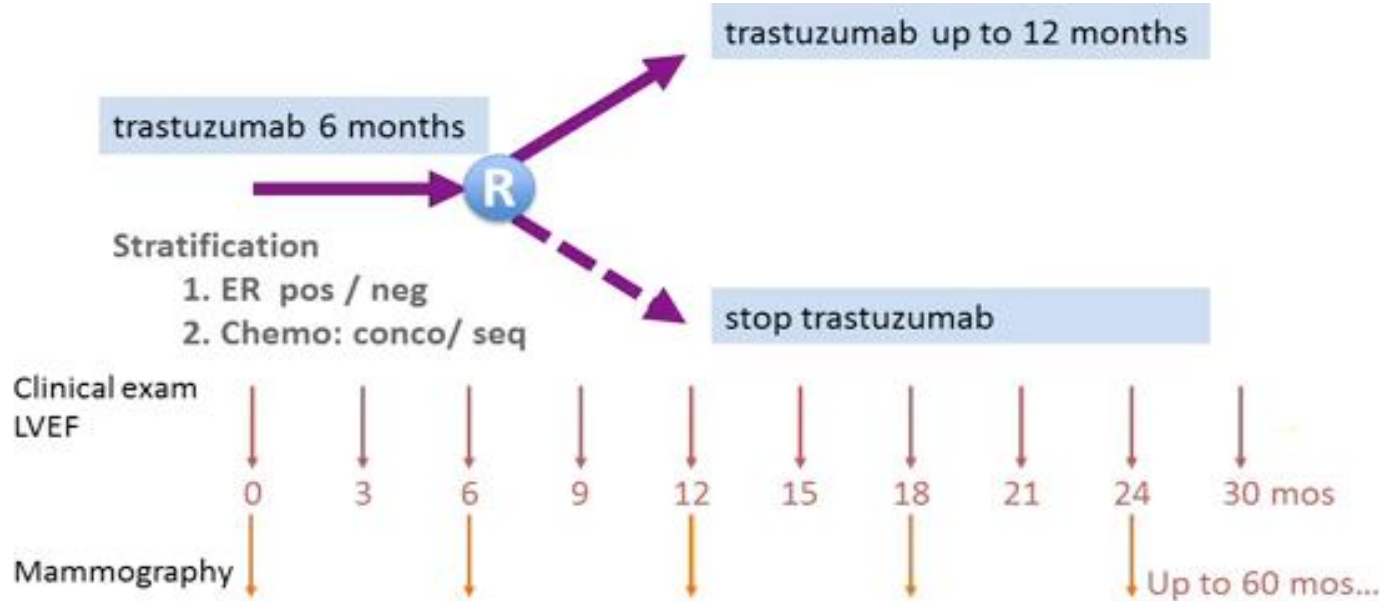 trastuzumab up to 12 months
trastuzumab 6 months
R
Stratification
1. ER pos / neg
2. Chemo: conco/ seq
stop trastuzumab
Clinical exam
LVEF
0 3 6 9 12 15 18 21 24 30 mos
Mammography
Up to 60 mos...